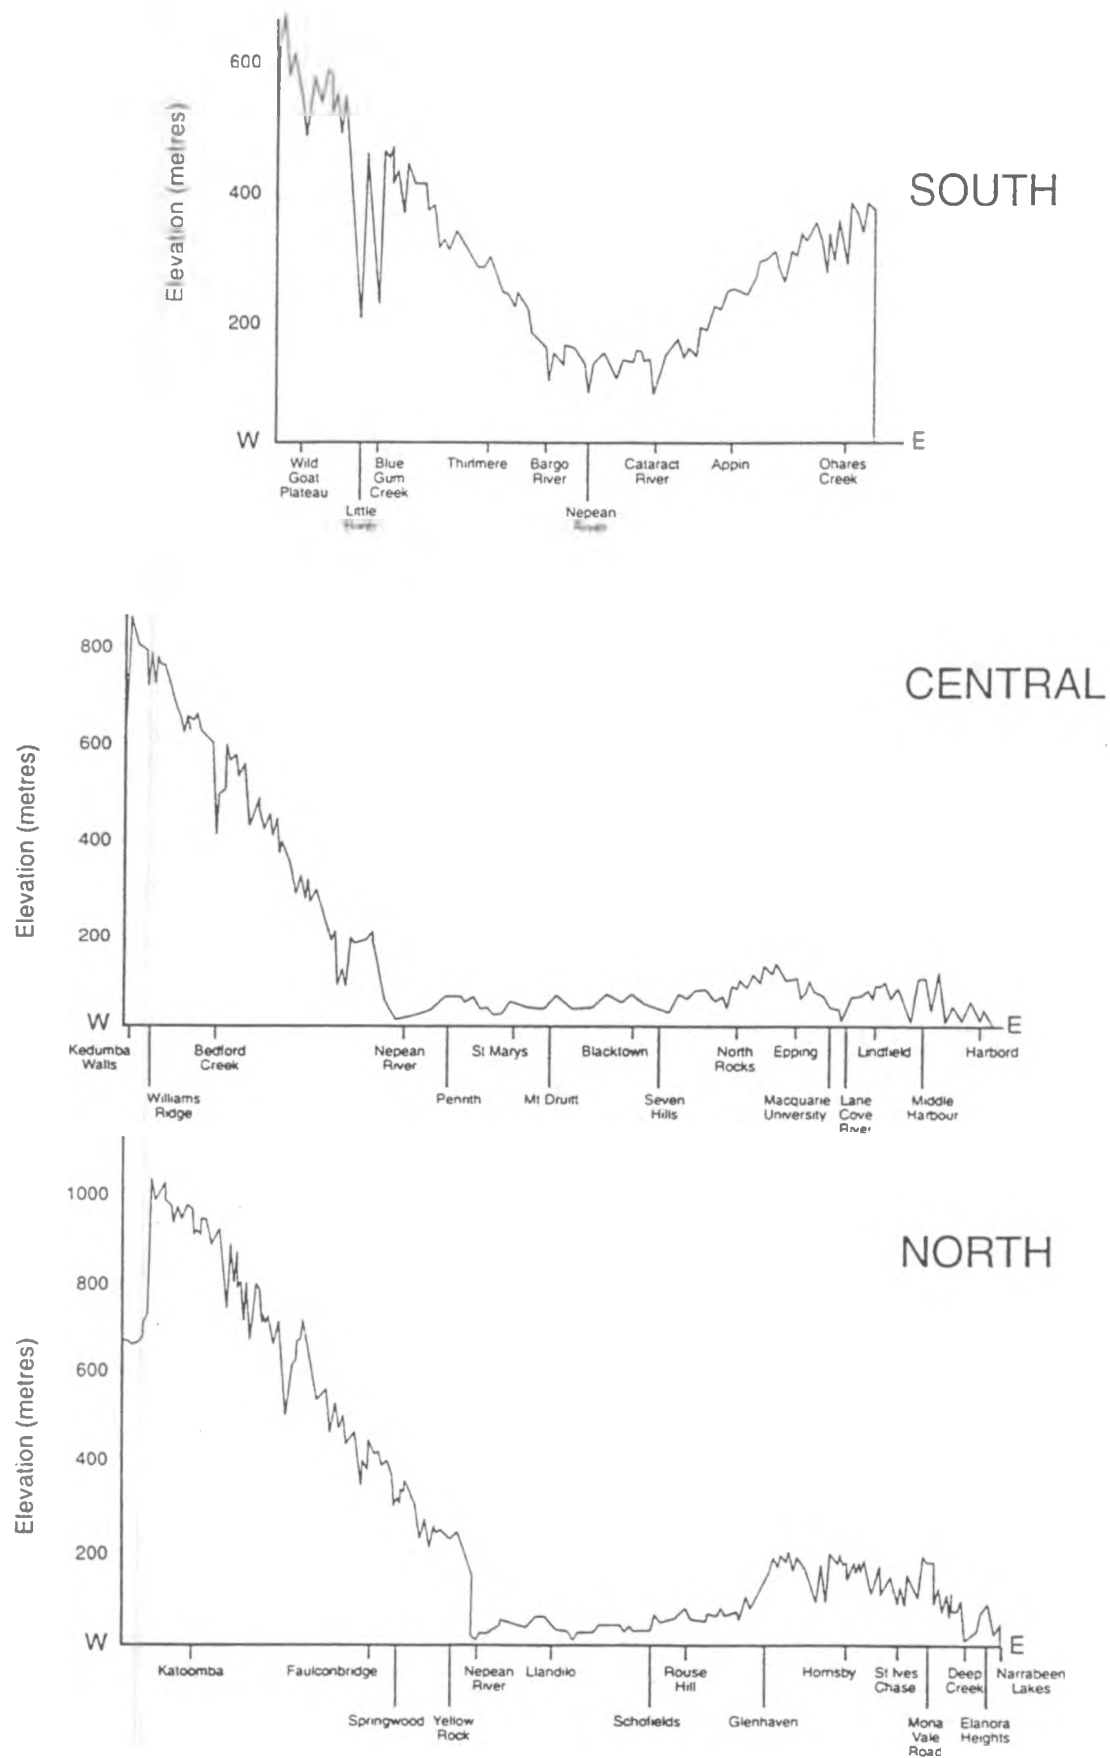 SOUTH
Elevation (metres)
600
400
200
W
E
Wild
Goat
Plateau
Little
Blue
Gum
Creek
Thirlmere
Bargo
River
Nepean
River
Cataract
River
Appin
Ohares
Creek
CENTRAL
Elevation (metres)
800
600
400
200
W
E
Kedumba
Walls
Williams
Ridge
Bedford
Creek
Nepean
River
Penrith
St Marys
Mt Druitt
Blacktown
Seven
Hills
North
Rocks
Epping
Macquarie
University
Lane
Cove
River
Lindfield
Middle
Harbour
Harbord
NORTH
Elevation (metres)
1000
800
600
400
200
W
E
Katoomba
Faulconbridge
Springwood
Yellow
Rock
Nepean
River
Llandilo
Schofields
Rouse
Hill
Glenhaven
Hornsby
St Ives
Chase
Mona
Vale
Road
Deep
Creek
Elanora
Heights
Narrabeen
Lakes